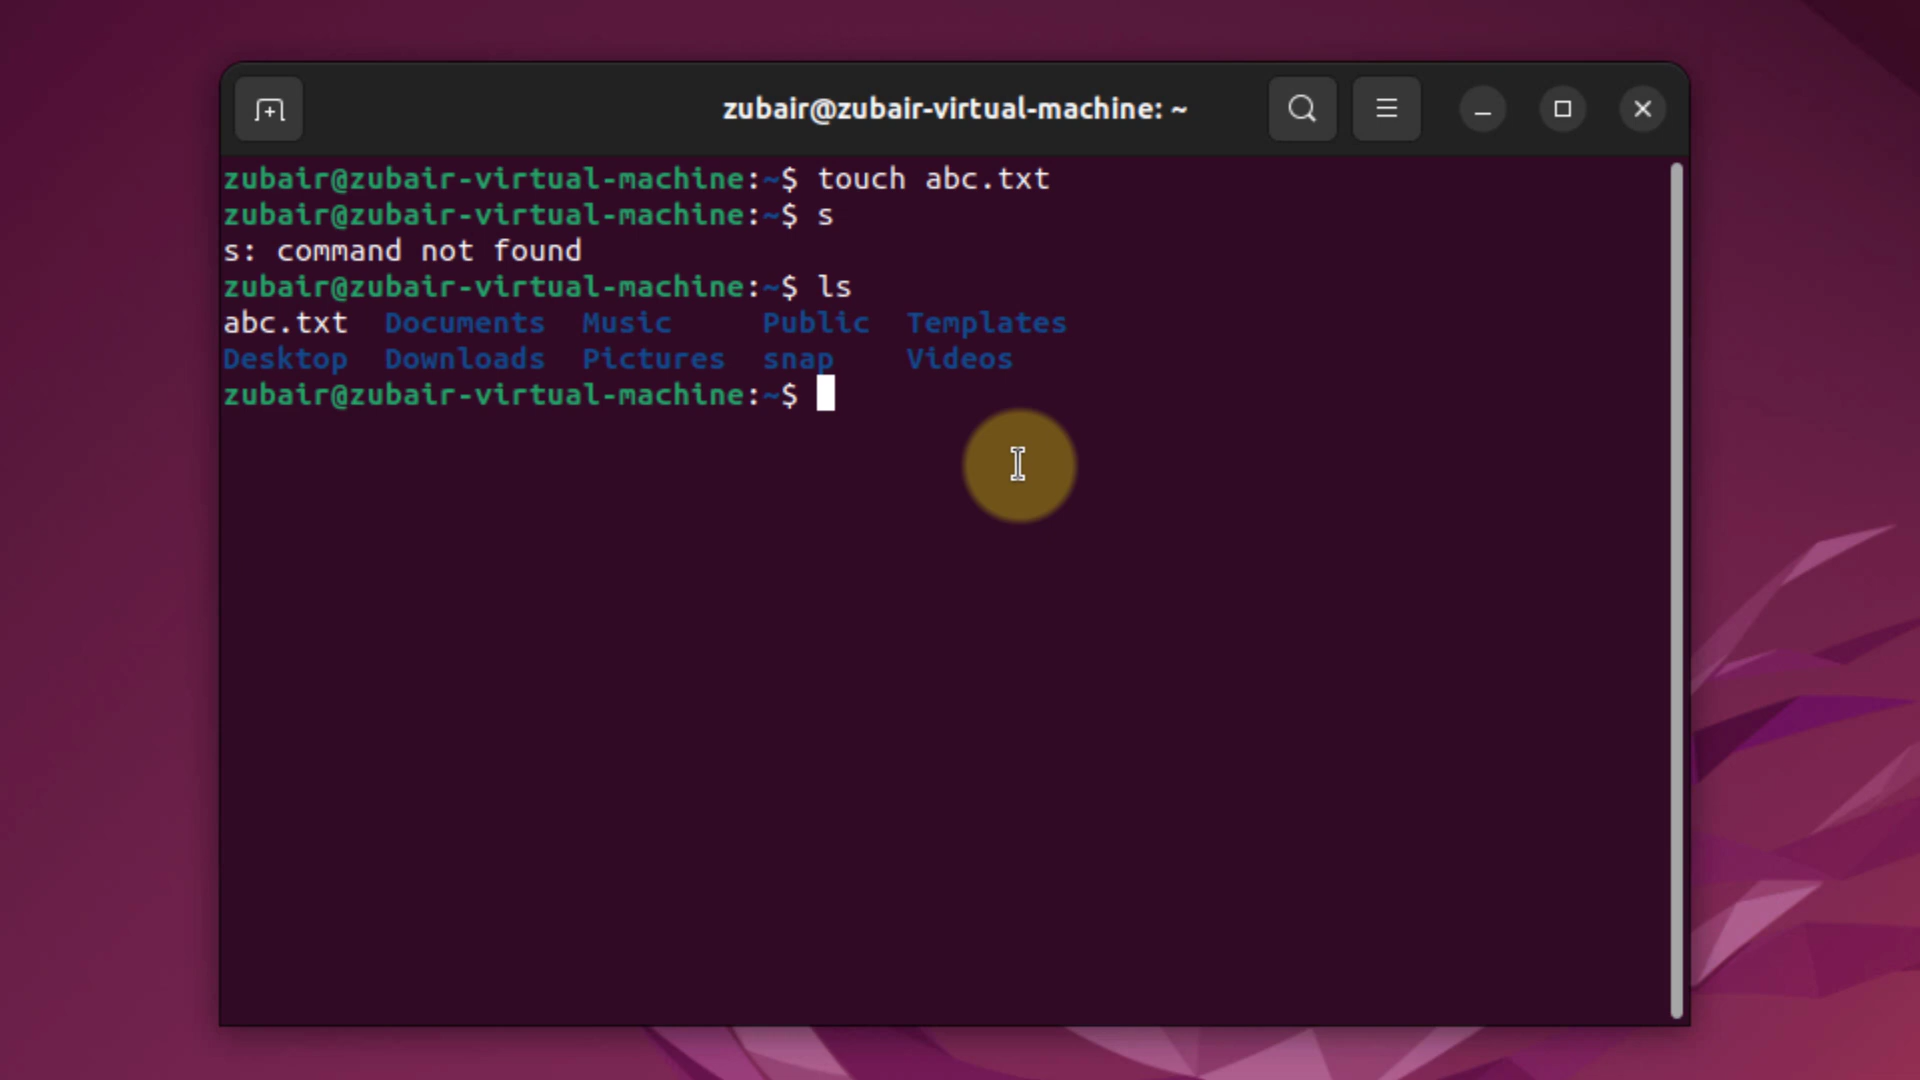 zubair@zubair-virtual-machine: ~
zubair@zubair-virtual-machine:~$ touch abc.txt
zubair@zubair-virtual-machine:~$ s
s: command not found
zubair@zubair-virtual-machine:~$ ls
abc.txt  Documents  Music     Public  Templates
Desktop  Downloads  Pictures  snap    Videos
zubair@zubair-virtual-machine:~$